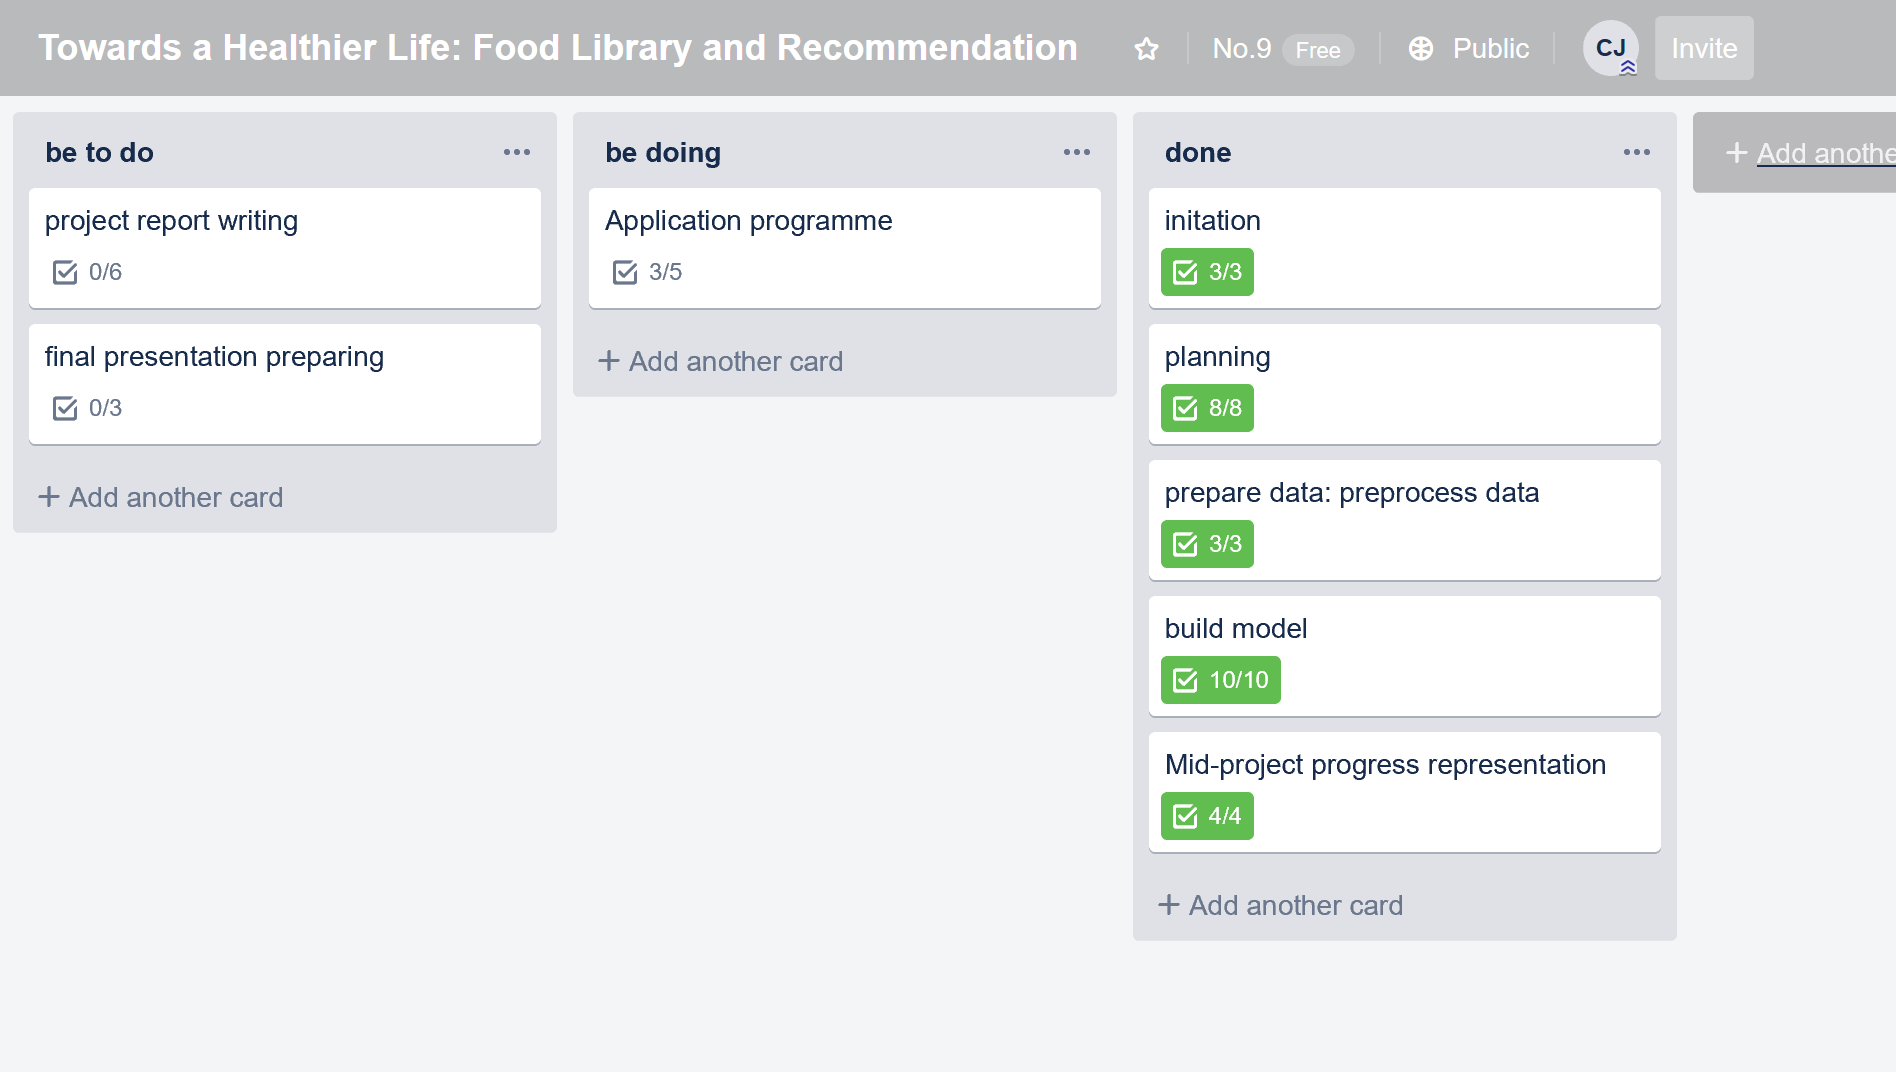 Towards a Healthier Life: Food Library and Recommendation
No.9 Free
Public
CJ
Invite
be to do
project report writing
0/6
final presentation preparing
0/3
+ Add another card
be doing
Application programme
3/5
+ Add another card
done
initation
3/3
planning
8/8
prepare data: preprocess data
3/3
build model
10/10
Mid-project progress representation
4/4
+ Add another card
+ Add anothe